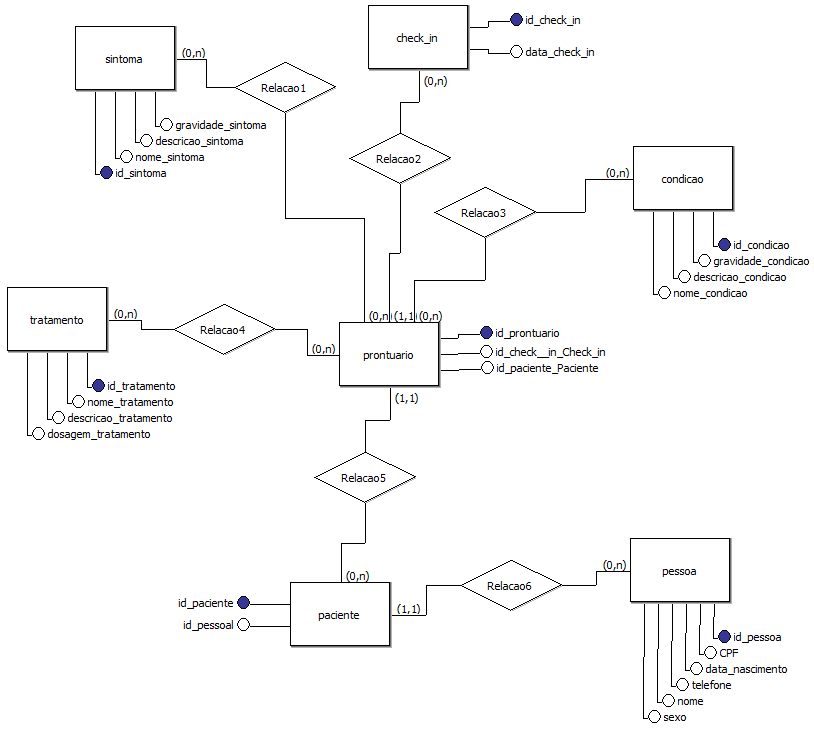 id_check_in
check_in
data_check_in
(0,n)
sintoma
(0,n)
Relacao1
gravidade_sintoma
descricao_sintoma
nome_sintoma
id_sintoma
Relacao2
(0,n)
condicao
Relacao3
id_condicao
gravidade_condicao
descricao_condicao
nome_condicao
tratamento
(0,n)
Relacao4
(0,n)
(0,n)
(1,1)
(0,n)
prontuario
id_prontuario
id_check__in_Check_in
id_paciente_Paciente
id_tratamento
nome_tratamento
descricao_tratamento
dosagem_tratamento
(1,1)
Relacao5
(0,n)
id_paciente
id_pessoal
paciente
(1,1)
Relacao6
(0,n)
pessoa
id_pessoa
CPF
data_nascimento
telefone
nome
sexo